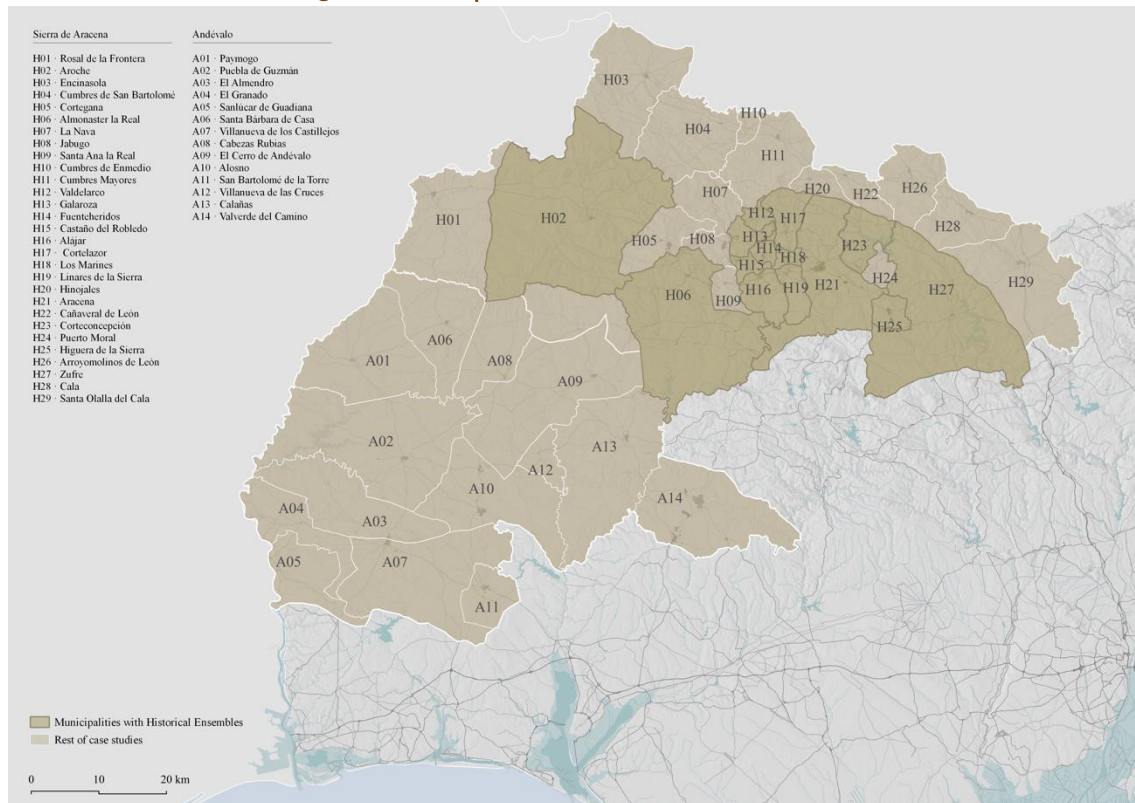 Sierra de Aracena
H01 · Rosal de la Frontera
H02 · Aroche
H03 · Encinasola
H04 · Cumbres de San Bartolomé
H05 · Cortegana
H06 · Almonaster la Real
H07 · La Nava
H08 · Jabugo
H09 · Santa Ana la Real
H10 · Cumbres de Enmedio
H11 · Cumbres Mayores
H12 · Valdelarco
H13 · Galaroza
H14 · Fuenteheridos
H15 · Castaño del Robledo
H16 · Alájar
H17 · Cortelazor
H18 · Los Marines
H19 · Linares de la Sierra
H20 · Hinojales
H21 · Aracena
H22 · Cañaveral de León
H23 · Corteconcepción
H24 · Puerto Moral
H25 · Higuera de la Sierra
H26 · Arroyomolinos de León
H27 · Zufre
H28 · Cala
H29 · Santa Olalla del Cala
Andévalo
A01 · Paymogo
A02 · Puebla de Guzmán
A03 · El Almendro
A04 · El Granado
A05 · Sanlúcar de Guadiana
A06 · Santa Bárbara de Casa
A07 · Villanueva de los Castillejos
A08 · Cabezas Rubias
A09 · El Cerro de Andévalo
A10 · Alosno
A11 · San Bartolomé de la Torre
A12 · Villanueva de las Cruces
A13 · Calañas
A14 · Valverde del Camino
H03
H10
H04
H11
H07
H20
H22
H26
H01
H02
H12
H17
H28
H05
H08
H13
H14
H23
H15
H18
H24
H29
H06
H09
H16
H19
H21
H27
H25
A06
A01
A08
A09
A02
A13
A12
A10
A14
A04
A03
A05
A07
A11
Municipalities with Historical Ensembles
Rest of case studies
0 10 20 km